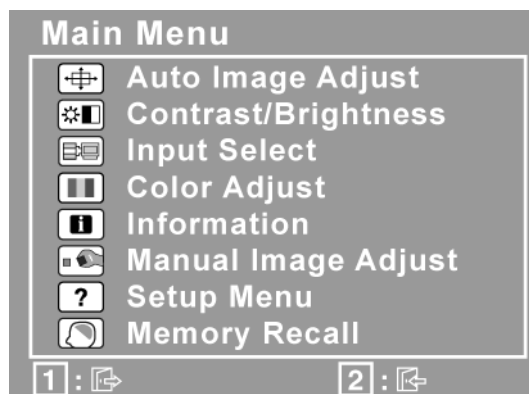 Main Menu
Auto Image Adjust
Contrast/Brightness
Input Select
Color Adjust
Information
Manual Image Adjust
? Setup Menu
Memory Recall
1 : 2 :